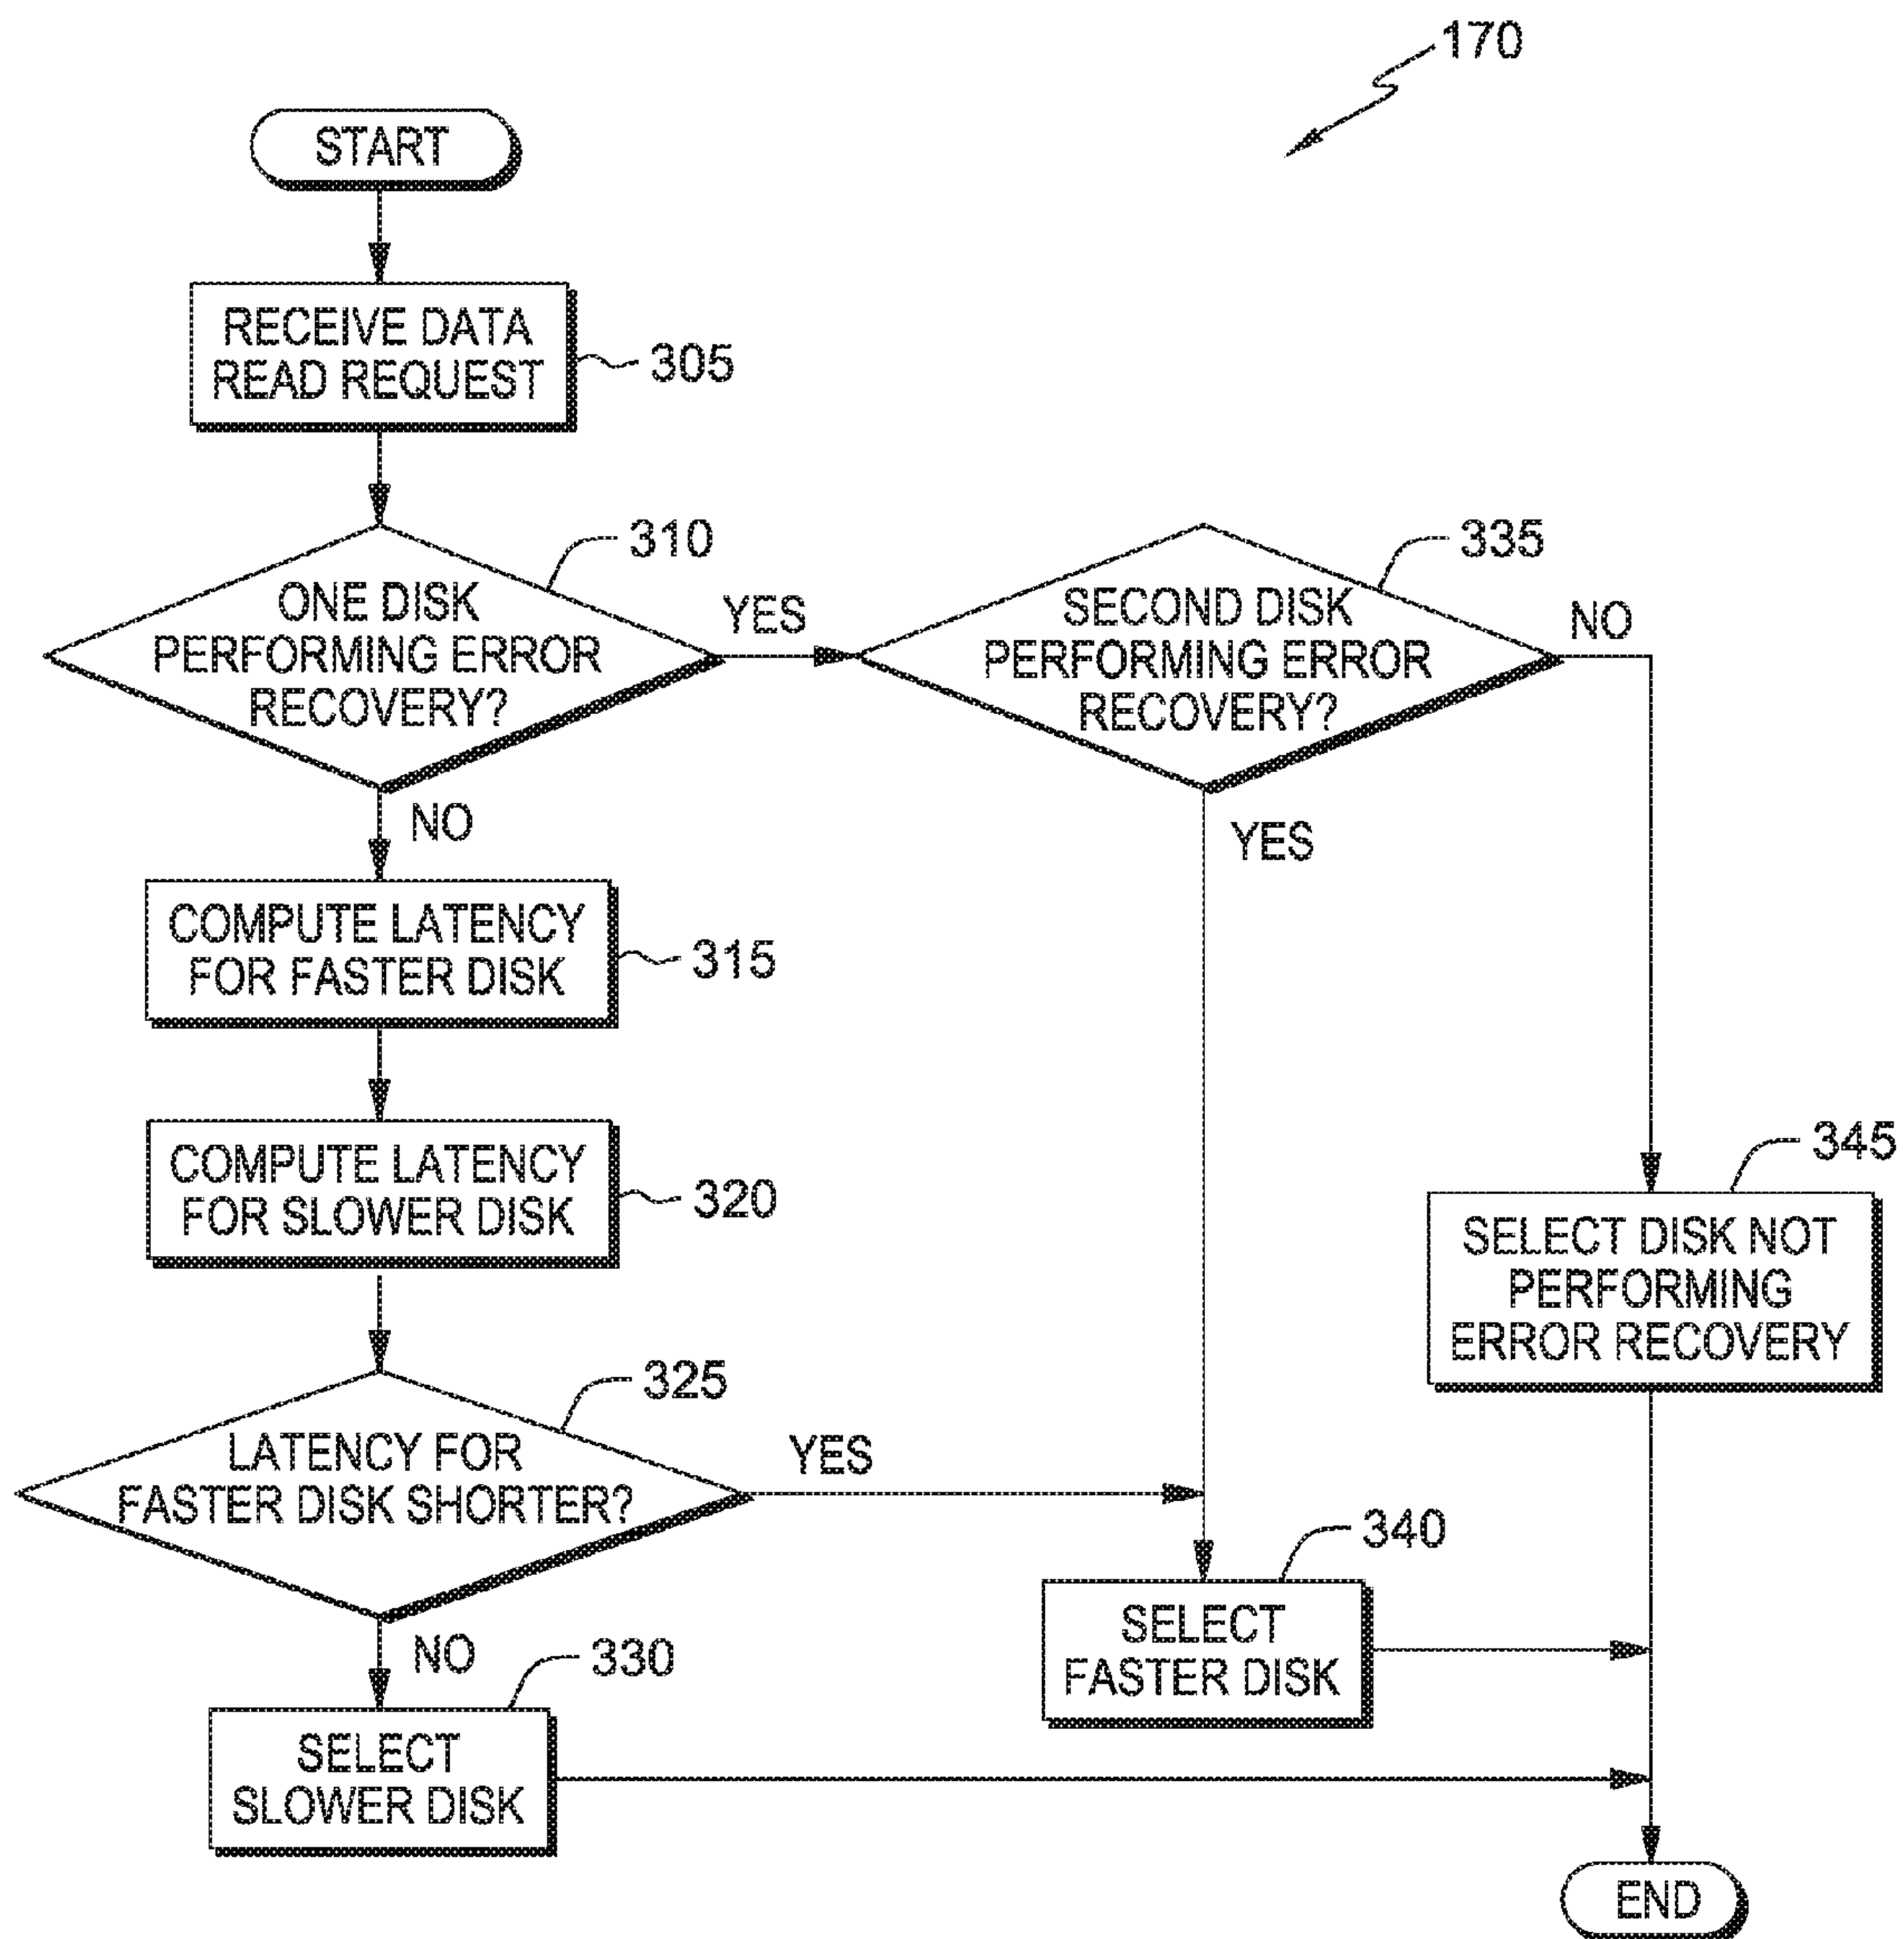 170
START
RECEIVE DATA
READ REQUEST
305
310
ONE DISK
PERFORMING ERROR
RECOVERY?
YES
335
SECOND DISK
PERFORMING ERROR
RECOVERY?
NO
NO
YES
COMPUTE LATENCY
FOR FASTER DISK
315
COMPUTE LATENCY
FOR SLOWER DISK
320
345
SELECT DISK NOT
PERFORMING
ERROR RECOVERY
325
LATENCY FOR
FASTER DISK SHORTER?
YES
340
SELECT
FASTER DISK
NO
330
SELECT
SLOWER DISK
END